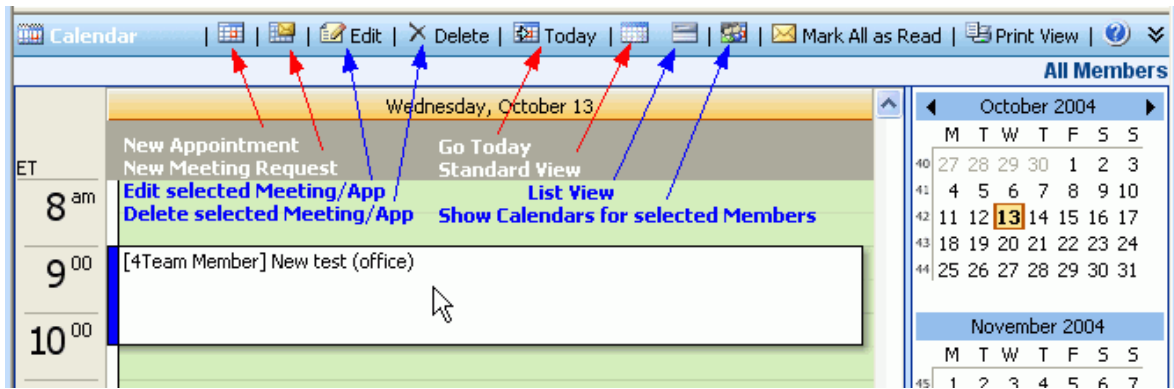 Calendar | | | Edit | Delete | Today | | | Mark All as Read | Print View |
All Members
Wednesday, October 13
New Appointment
New Meeting Request
Edit selected Meeting/App
Delete selected Meeting/App
Go Today
Standard View
List View
Show Calendars for selected Members
ET
8 am
9 00
10 00
[4Team Member] New test (office)
October 2004
M T W T F S S
40 27 28 29 30 1 2 3
41 4 5 6 7 8 9 10
42 11 12 13 14 15 16 17
43 18 19 20 21 22 23 24
44 25 26 27 28 29 30 31
November 2004
M T W T F S S
45 1 2 3 4 5 6 7